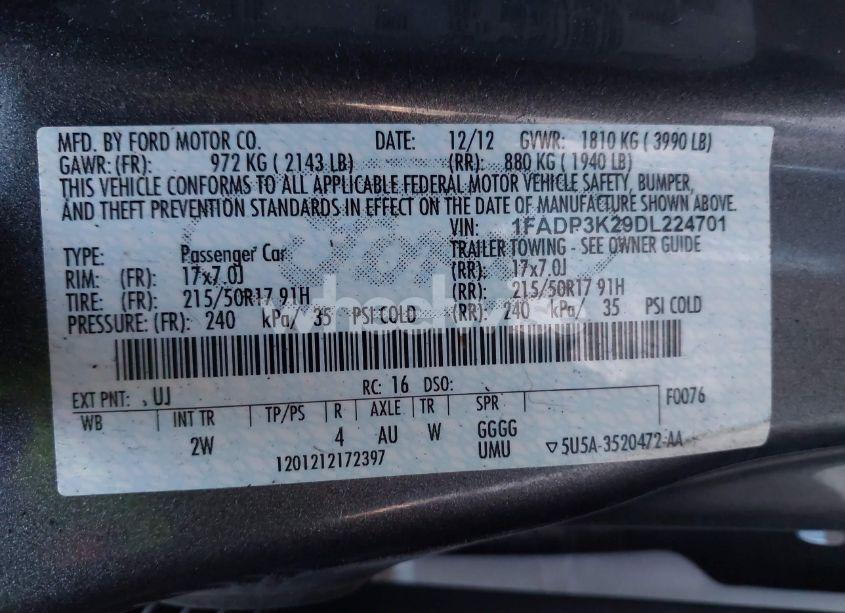 MFD. BY FORD MOTOR CO. DATE: 12/12 GVWR: 1810 KG ( 3990 LB)
GAWR: (FR): 972 KG ( 2143 LB) (RR): 880 KG ( 1940 LB)
THIS VEHICLE CONFORMS TO ALL APPLICABLE FEDERAL MOTOR VEHICLE SAFETY, BUMPER,
AND THEFT PREVENTION STANDARDS IN EFFECT ON THE DATE OF MANUFACTURE SHOWN ABOVE.
VIN: 1FADP3K29DL224701
TYPE: Passenger Car TRAILER TOWING - SEE OWNER GUIDE
RIM: (FR): 17x7.0J (RR): 17x7.0J
TIRE: (FR): 215/50R17 91H (RR): 215/50R17 91H
PRESSURE: (FR): 240 kPa/ 35 PSI COLD (RR): 240 kPa/ 35 PSI COLD
EXT PNT: UJ RC: 16 DSO: F0076
WB INT TR TP/PS R AXLE TR SPR
2W 4 AU W GGGG
1201212172397 UMU ▽5U5A-3520472-AA